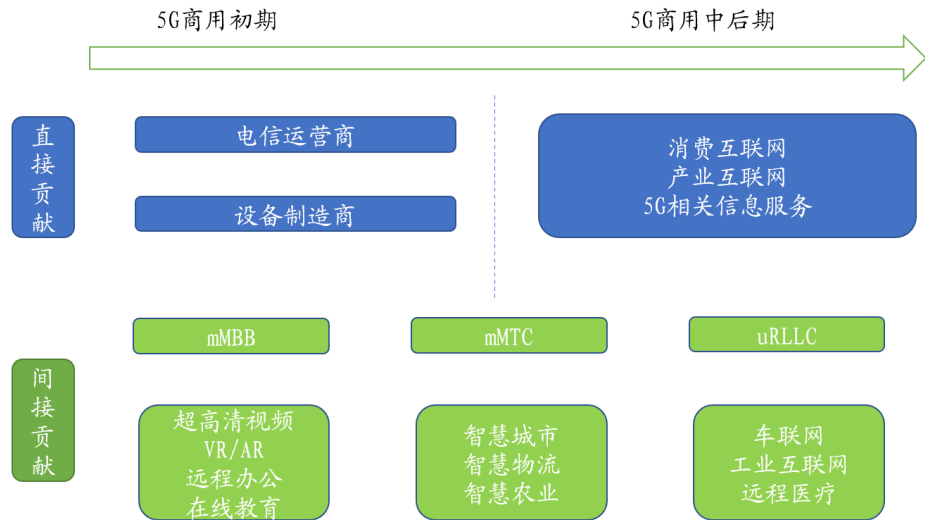 5G商用初期
5G商用中后期
直接贡献
电信运营商
设备制造商
消费互联网
产业互联网
5G相关信息服务
间接贡献
mMBB
mMTC
uRLLC
超高清视频
VR/AR
远程办公
在线教育
智慧城市
智慧物流
智慧农业
车联网
工业互联网
远程医疗